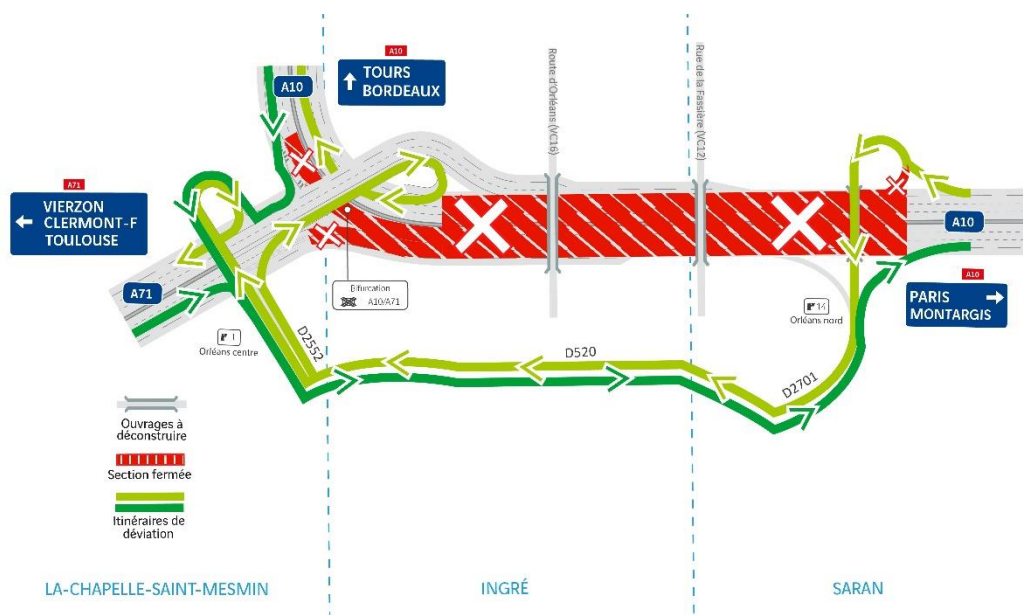 A10
TOURS
BORDEAUX
A10
Route d'Orléans (VC16)
Rue de la Fassière (VC12)
A71
VIERZON
CLERMONT-F
TOULOUSE
A71
A10
A10
PARIS
MONTARGIS
Bifurcation
A10/A71
1
Orléans centre
14
Orléans nord
D2552
D520
D2701
Ouvrages à
déconstruire
Section fermée
Itinéraires de
déviation
LA-CHAPELLE-SAINT-MESMIN
INGRÉ
SARAN